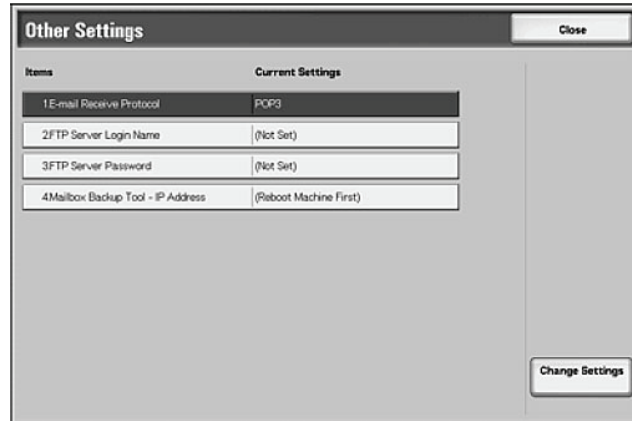 Other Settings
Close
Items Current Settings
1.E-mail Receive Protocol POP3
2.FTP Server Login Name (Not Set)
3.FTP Server Password (Not Set)
4.Mailbox Backup Tool - IP Address (Reboot Machine First)
Change Settings